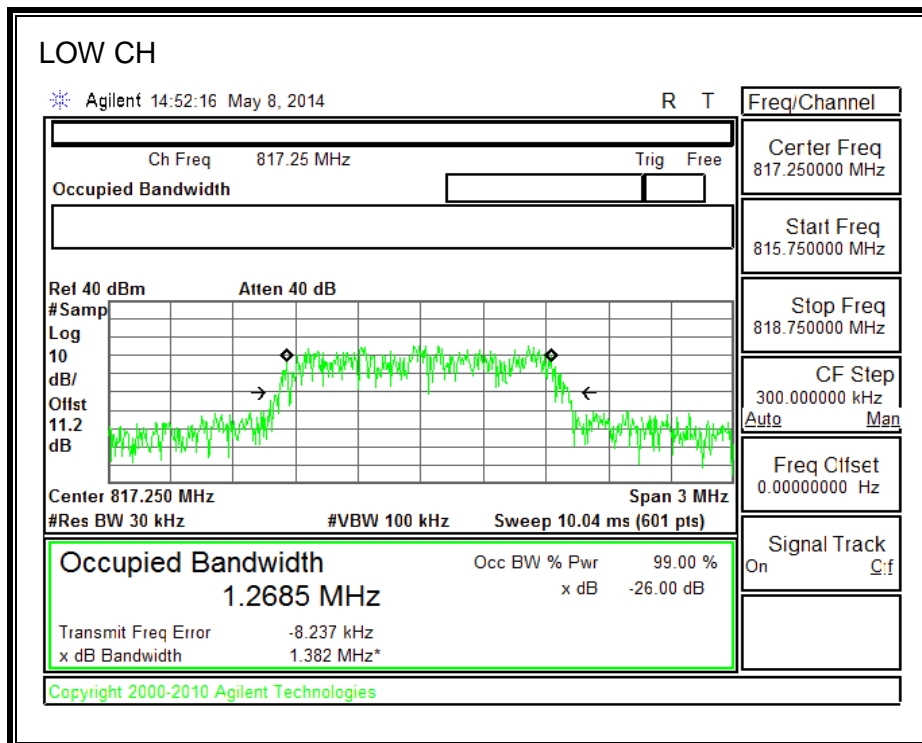 LOW CH
Agilent 14:52:16 May 8, 2014 R T
Freq/Channel
Ch Freq 817.25 MHz Trig Free
Occupied Bandwidth
Center Freq
817.250000 MHz
Start Freq
815.750000 MHz
Stop Freq
818.750000 MHz
CF Step
300.000000 kHz
Auto Man
Freq Offset
0.00000000 Hz
Signal Track
On Off
Ref 40 dBm Atten 40 dB
#Samp
Log
10
dB/
Offst
11.2
dB
Center 817.250 MHz Span 3 MHz
#Res BW 30 kHz #VBW 100 kHz Sweep 10.04 ms (601 pts)
Occupied Bandwidth Occ BW % Pwr 99.00 %
1.2685 MHz x dB -26.00 dB
Transmit Freq Error -8.237 kHz
x dB Bandwidth 1.382 MHz*
Copyright 2000-2010 Agilent Technologies